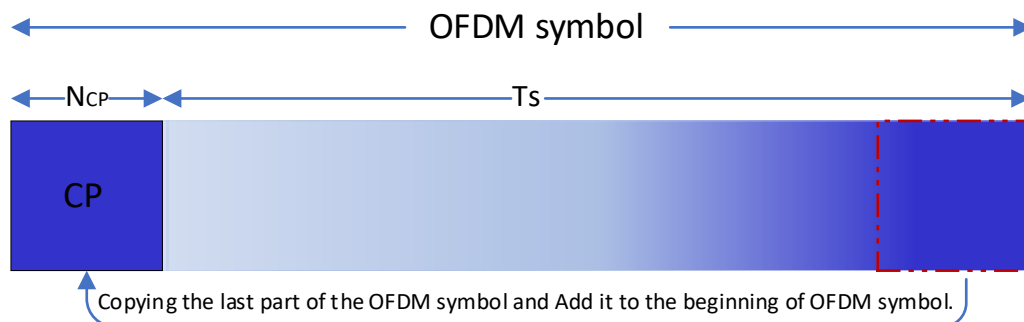 OFDM symbol
NCP Ts
CP
Copying the last part of the OFDM symbol and Add it to the beginning of OFDM symbol.